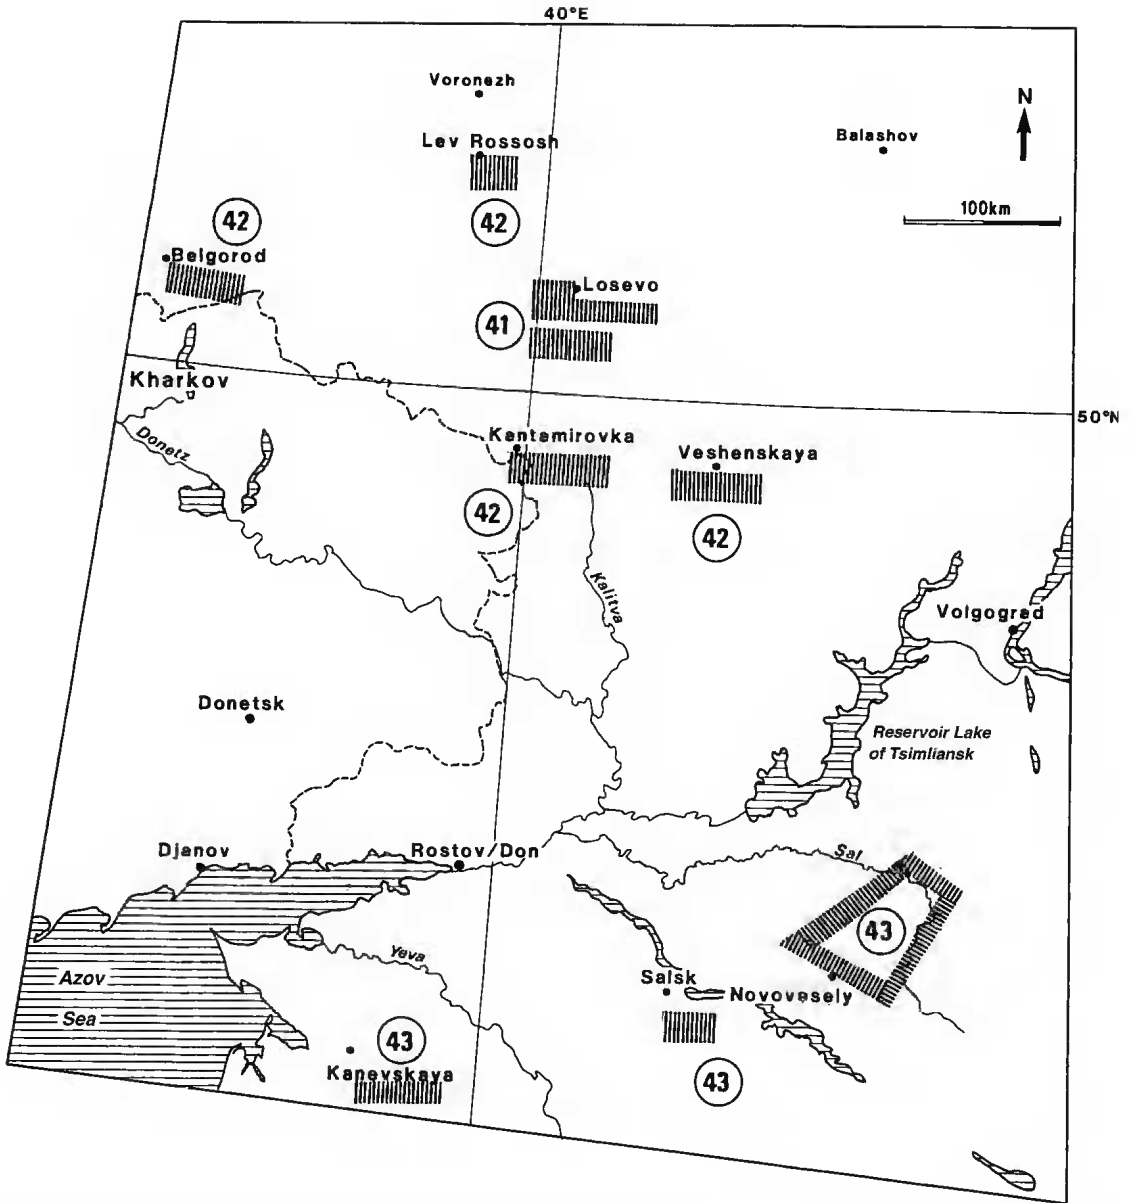 40°E
Voronezh
N
Lev Rossosh
Balashov
100km
42
42
Belgorod
Losevo
41
Kharkov
50°N
Donetz
Kantemirovka
Veshenskaya
42
42
Kalitva
Volgograd
Donetsk
Reservoir Lake
of Tsimliansk
Djanov
Rostov/Don
Sal
43
Yeva
Azov
Salsk
Novovesely
Sea
43
Kanevskaya
43